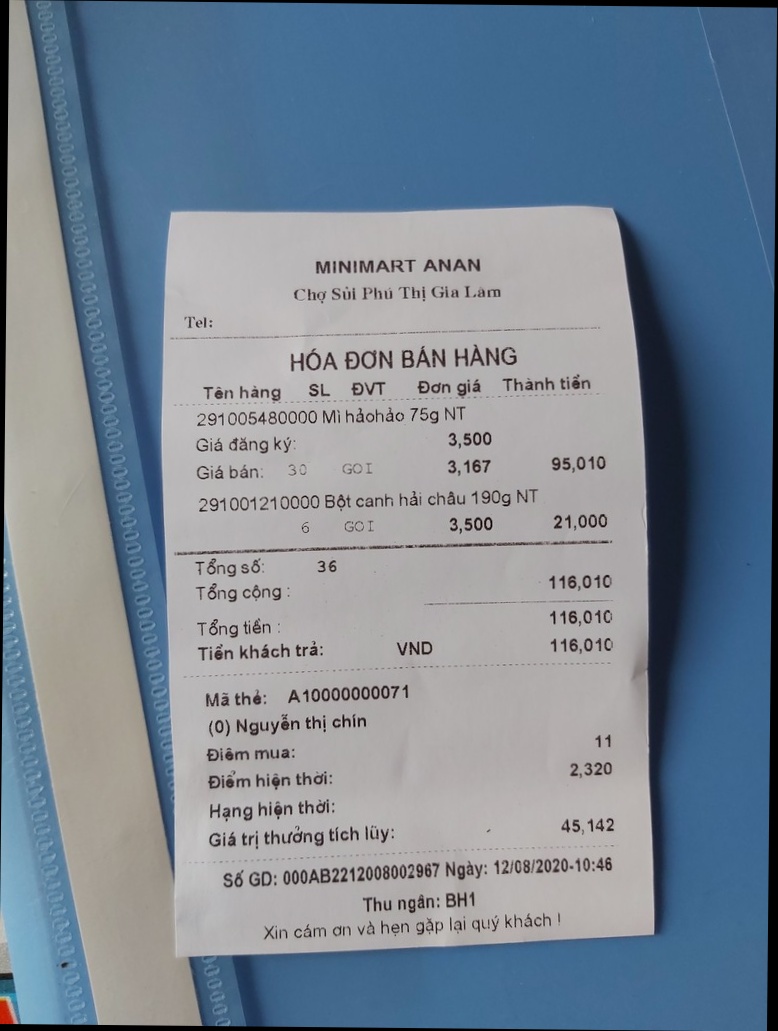 MINIMART ANAN
Chợ Sủi Phú Thị Gia Lâm
Tel:
HÓA ĐƠN BÁN HÀNG
Tên hàng SL ĐVT Đơn giá Thành tiền
291005480000 Mì hảohảo 75g NT
Giá đăng ký: 3,500
Giá bán: 30 GOI 3,167 95,010
291001210000 Bột canh hải châu 190g NT
6 GOI 3,500 21,000
Tổng số: 36
Tổng cộng : 116,010
Tổng tiền : 116,010
Tiền khách trả: VND 116,010
Mã thẻ: A10000000071
(0) Nguyễn thị chín
Điểm mua: 11
Điểm hiện thời: 2,320
Hạng hiện thời:
Giá trị thưởng tích lũy: 45,142
Số GD: 000AB2212008002967 Ngày: 12/08/2020-10:46
Thu ngân: BH1
Xin cám ơn và hẹn gặp lại quý khách !